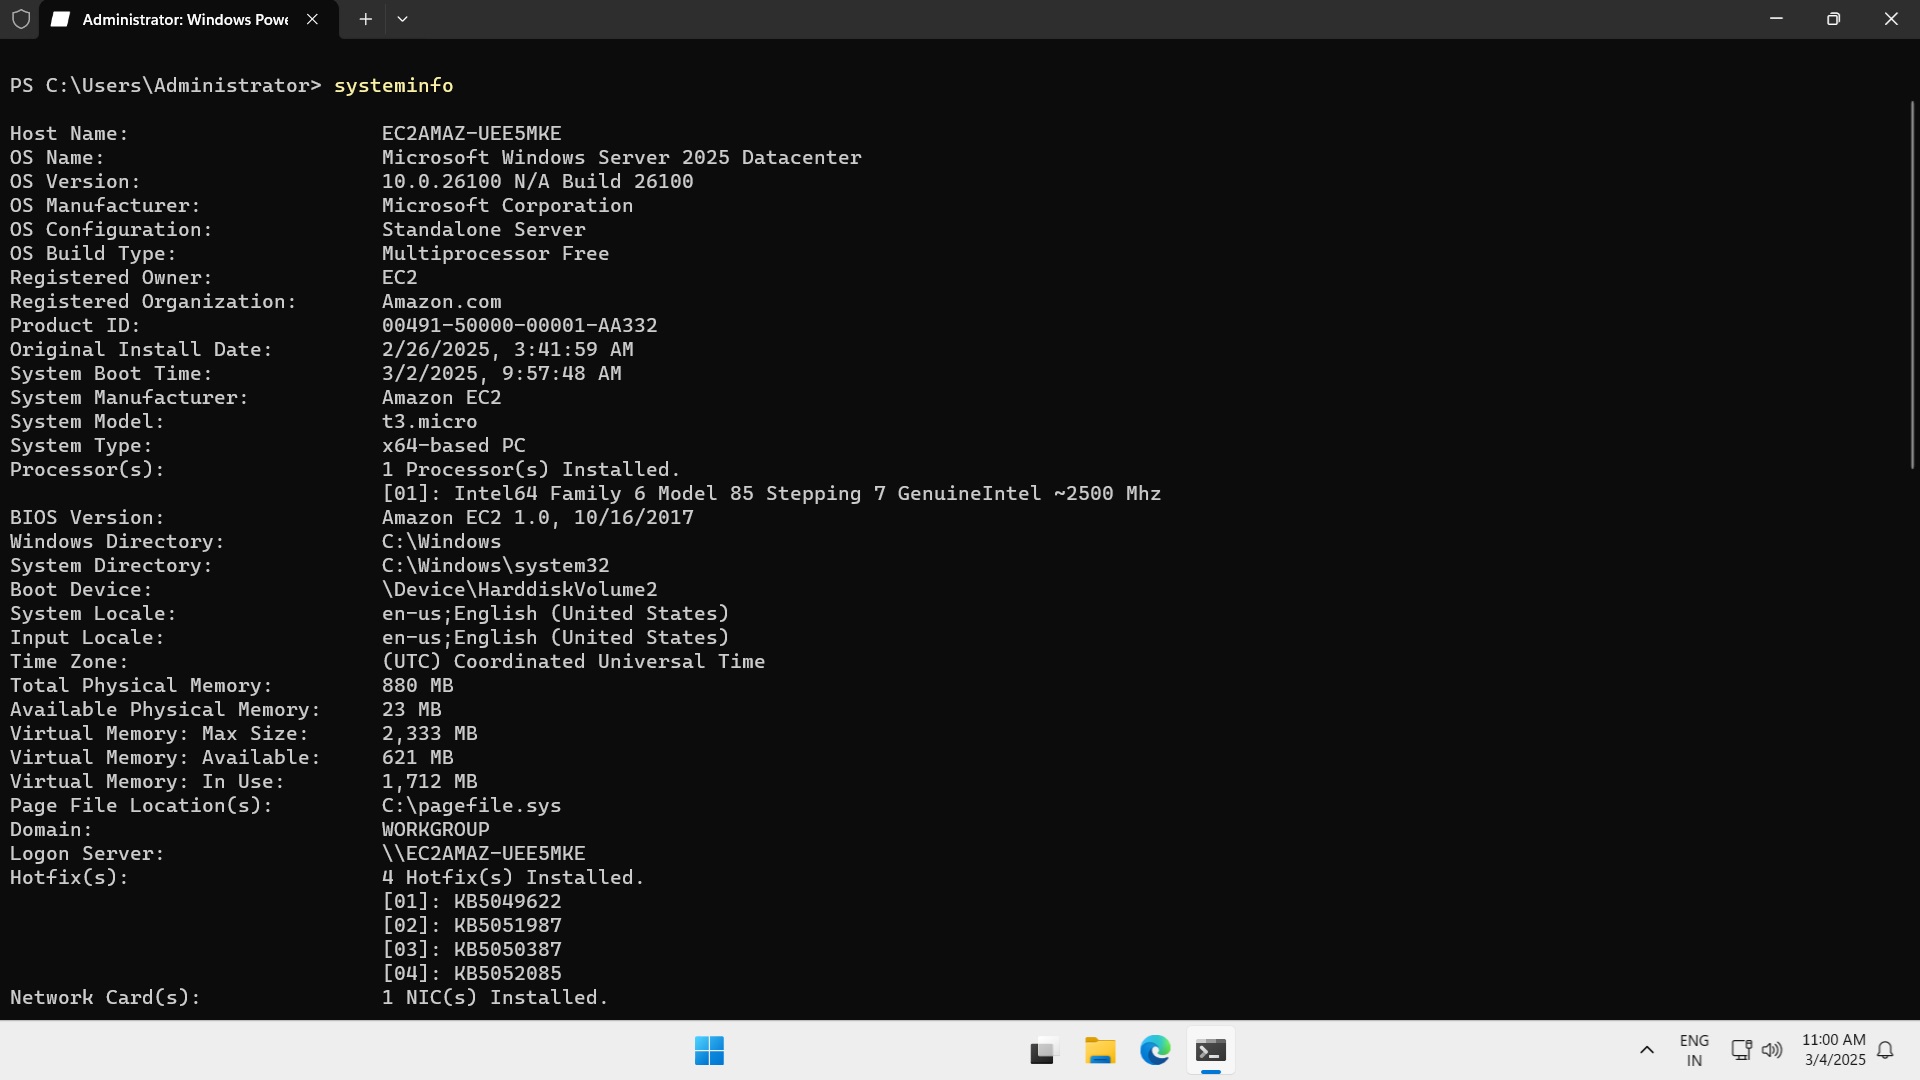 Administrator: Windows Powe
PS C:\Users\Administrator> systeminfo
Host Name: EC2AMAZ-UEE5MKE
OS Name: Microsoft Windows Server 2025 Datacenter
OS Version: 10.0.26100 N/A Build 26100
OS Manufacturer: Microsoft Corporation
OS Configuration: Standalone Server
OS Build Type: Multiprocessor Free
Registered Owner: EC2
Registered Organization: Amazon.com
Product ID: 00491-50000-00001-AA332
Original Install Date: 2/26/2025, 3:41:59 AM
System Boot Time: 3/2/2025, 9:57:48 AM
System Manufacturer: Amazon EC2
System Model: t3.micro
System Type: x64-based PC
Processor(s): 1 Processor(s) Installed.
[01]: Intel64 Family 6 Model 85 Stepping 7 GenuineIntel ~2500 Mhz
BIOS Version: Amazon EC2 1.0, 10/16/2017
Windows Directory: C:\Windows
System Directory: C:\Windows\system32
Boot Device: \Device\HarddiskVolume2
System Locale: en-us;English (United States)
Input Locale: en-us;English (United States)
Time Zone: (UTC) Coordinated Universal Time
Total Physical Memory: 880 MB
Available Physical Memory: 23 MB
Virtual Memory: Max Size: 2,333 MB
Virtual Memory: Available: 621 MB
Virtual Memory: In Use: 1,712 MB
Page File Location(s): C:\pagefile.sys
Domain: WORKGROUP
Logon Server: \\EC2AMAZ-UEE5MKE
Hotfix(s): 4 Hotfix(s) Installed.
[01]: KB5049622
[02]: KB5051987
[03]: KB5050387
[04]: KB5052085
Network Card(s): 1 NIC(s) Installed.
ENG
IN
11:00 AM
3/4/2025